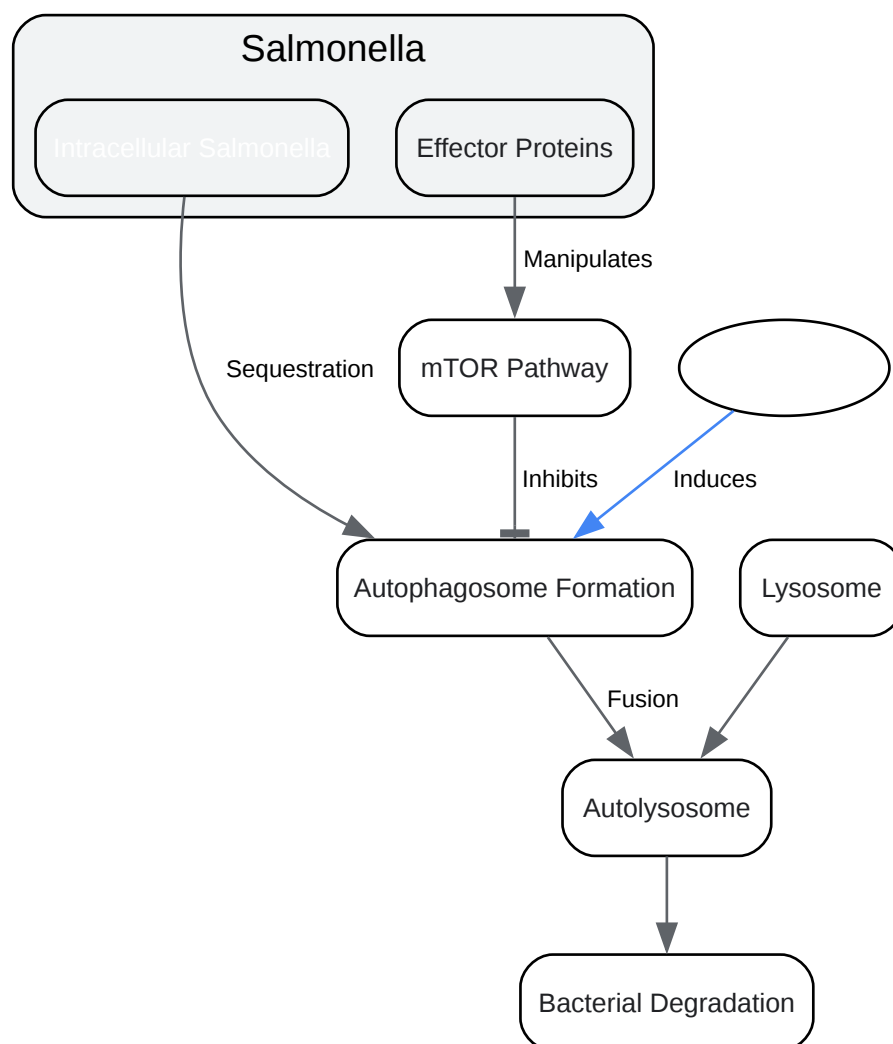 Salmonella
Intracellular Salmonella
Effector Proteins
Manipulates
mTOR Pathway
Sequestration
Inhibits
Induces
Autophagosome Formation
Lysosome
Fusion
Autolysosome
Bacterial Degradation